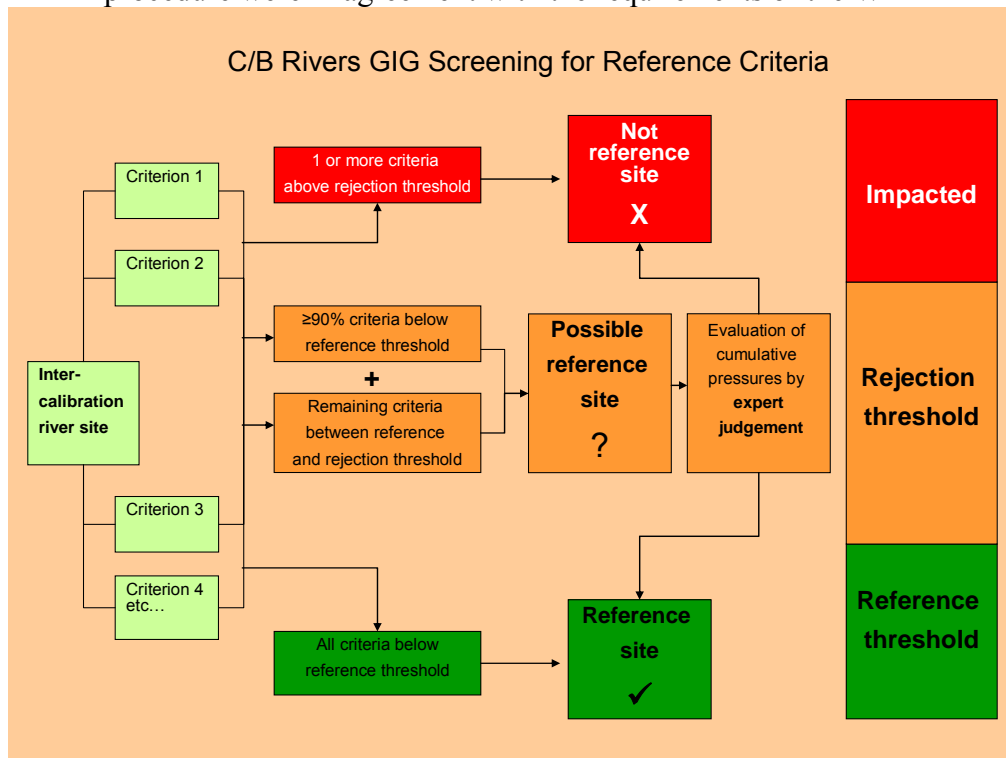 C/B Rivers GIG Screening for Reference Criteria
Criterion 1
Criterion 2
Inter-
calibration
river site
Criterion 3
Criterion 4
etc…
1 or more criteria
above rejection threshold
≥90% criteria below
reference threshold
+
Remaining criteria
between reference
and rejection threshold
All criteria below
reference threshold
Not
reference
site
X
Possible
reference
site
?
Evaluation of
cumulative
pressures by
expert
judgement
Reference
site
✓
Impacted
Rejection
threshold
Reference
threshold